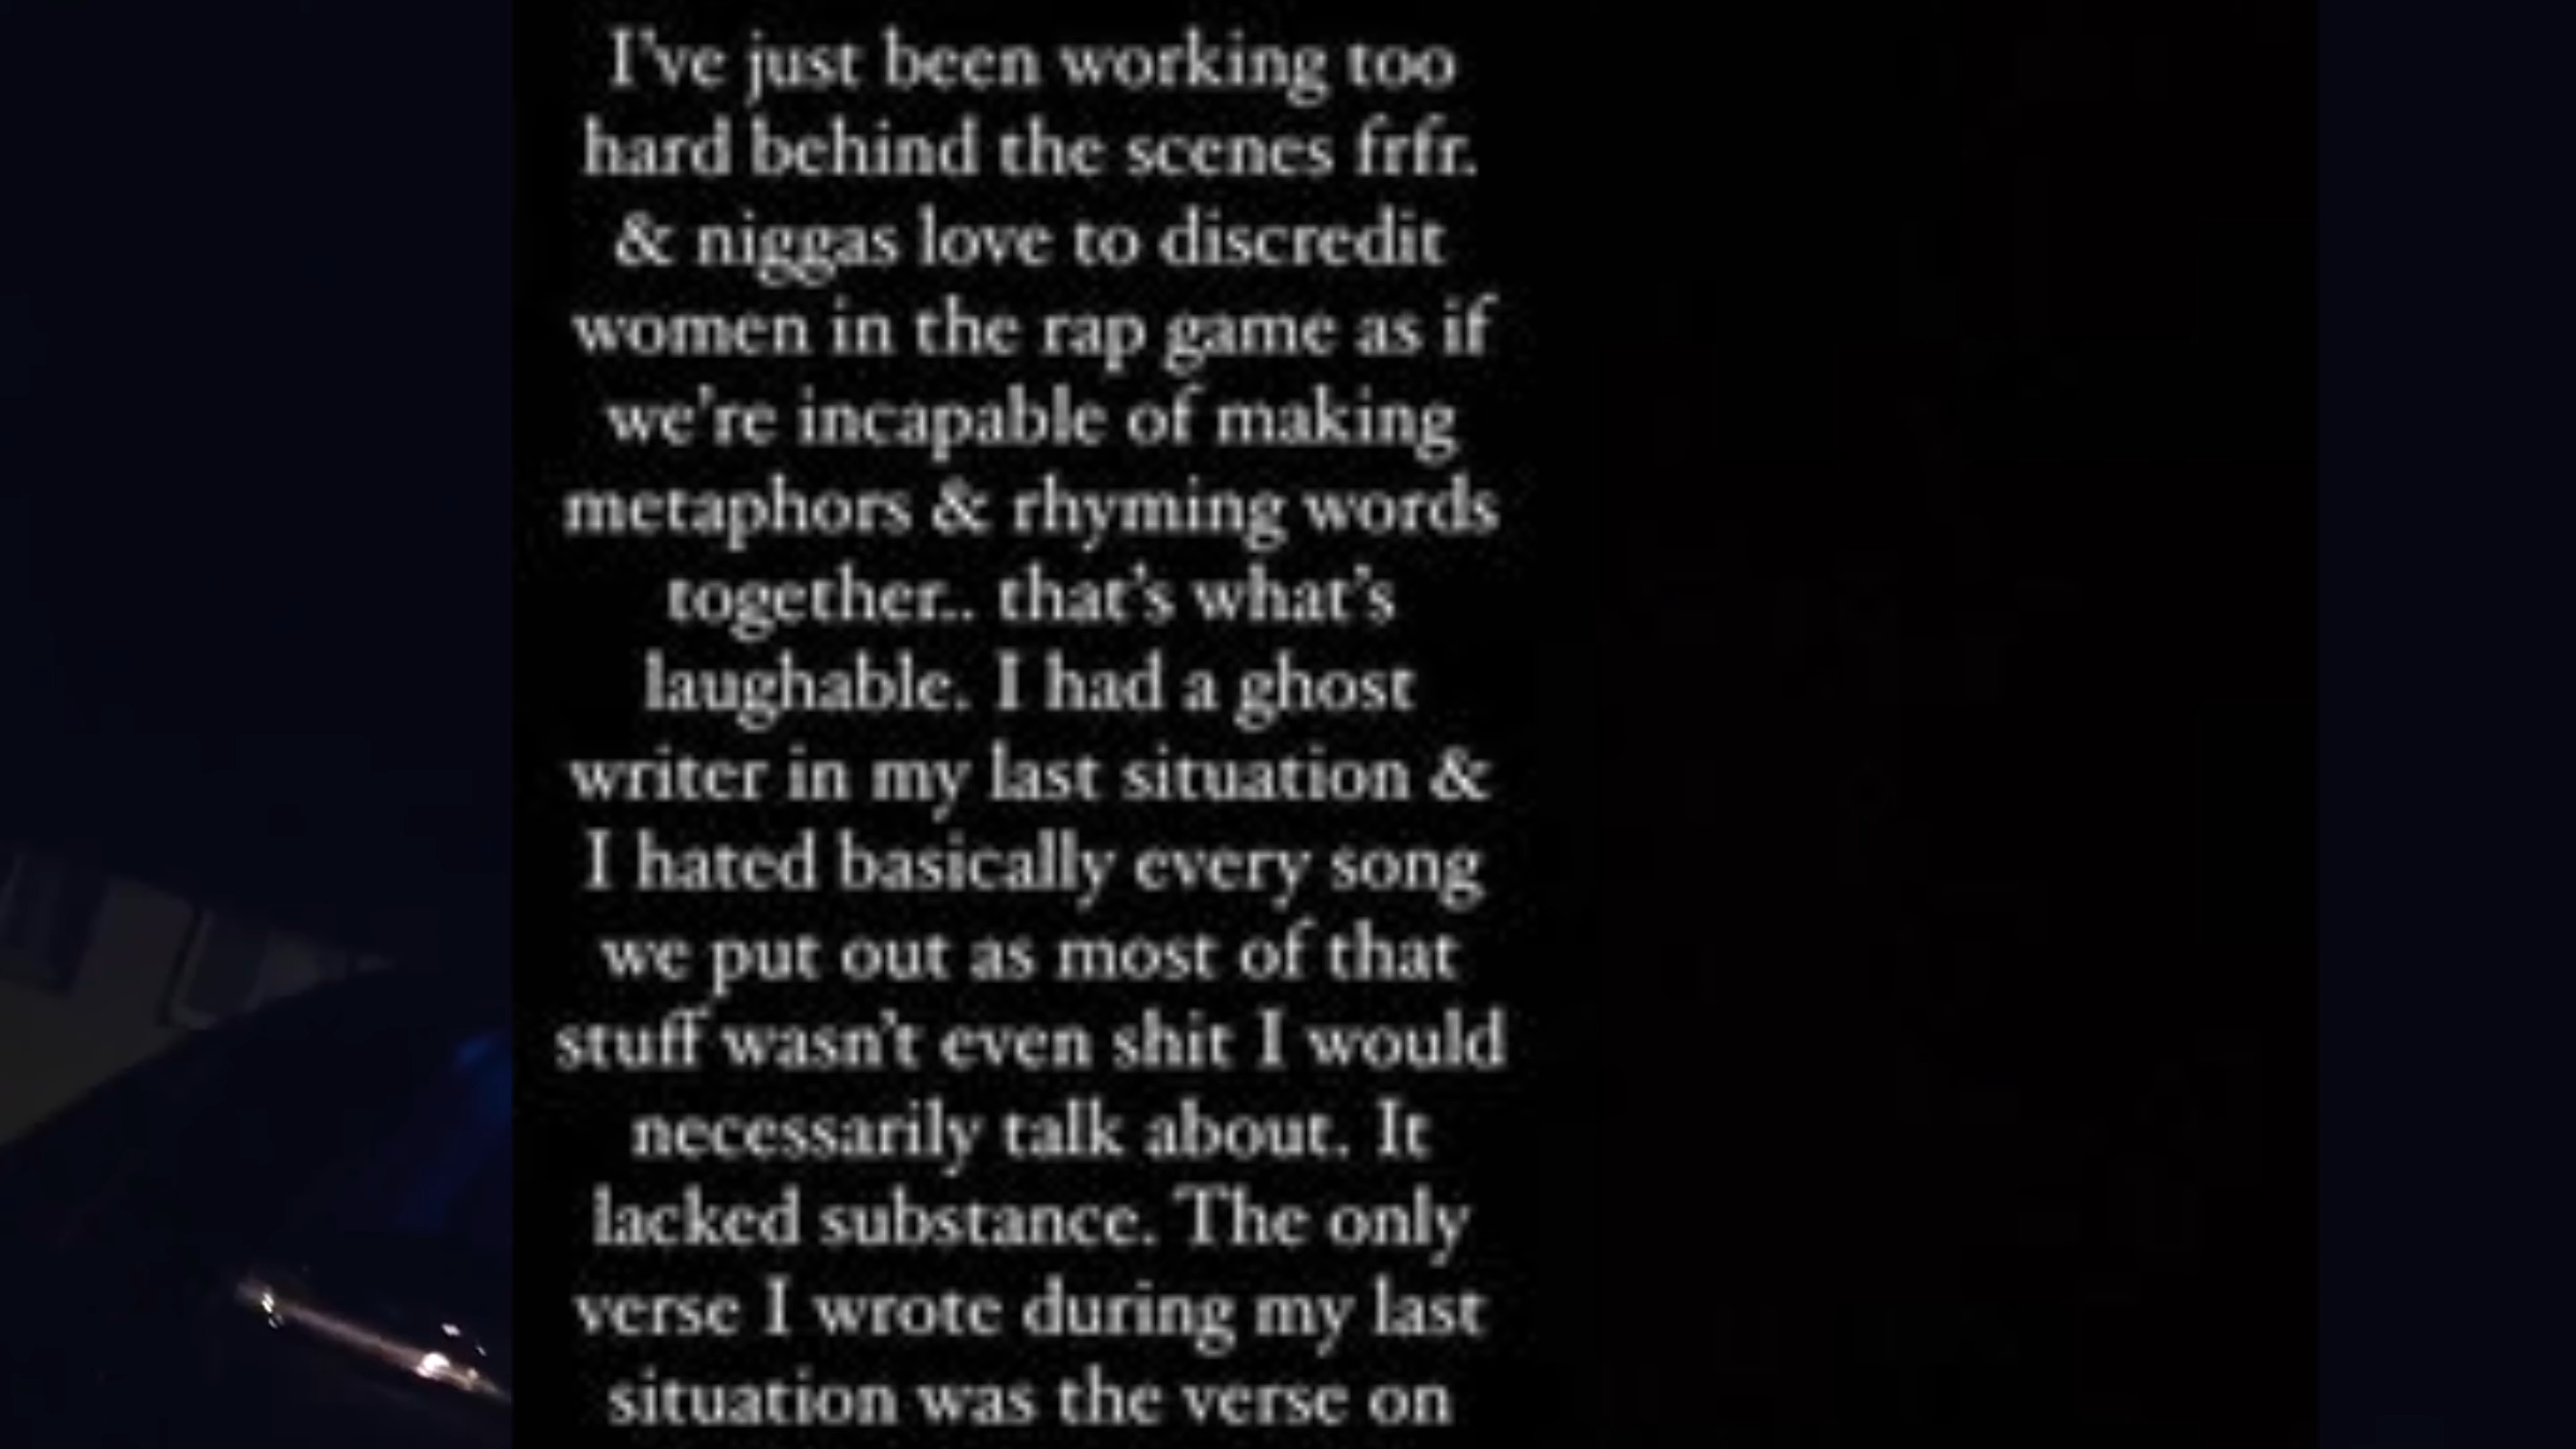 I've just been working too
hard behind the scenes frfr.
& niggas love to discredit
women in the rap game as if
we're incapable of making
metaphors & rhyming words
together.. that's what's
laughable. I had a ghost
writer in my last situation &
I hated basically every song
we put out as most of that
stuff wasn't even shit I would
necessarily talk about. It
lacked substance. The only
verse I wrote during my last
situation was the verse on